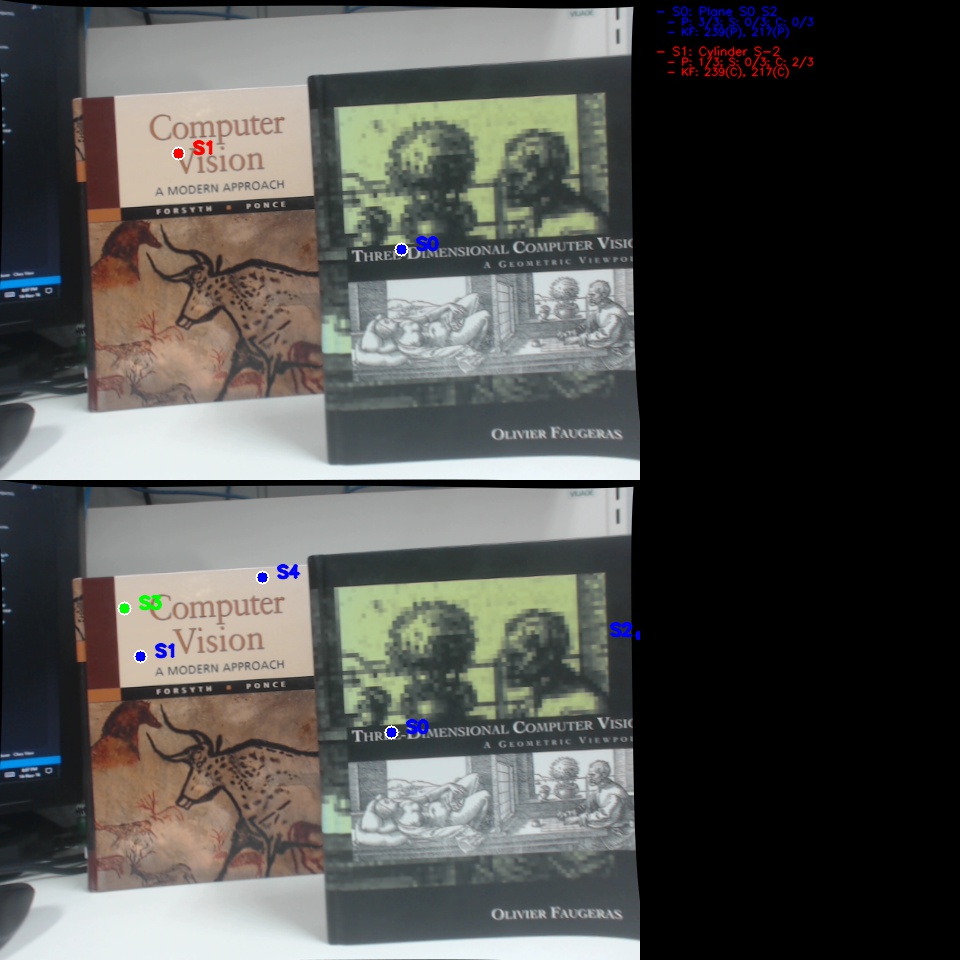 - S0: Plane S0 S2
- P: 3/3; S: 0/3; C: 0/3
- KF: 239(P), 217(P)
- S1: Cylinder S-2
- P: 1/3; S: 0/3; C: 2/3
- KF: 239(C), 217(C)
Computer
S1
Vision
A MODERN APPROACH
FORSYTH PONCE
S0
THREE-DIMENSIONAL COMPUTER VISIO
A GEOMETRIC VIEWPO
OLIVIER FAUGERAS
S4
S3
Computer
S2
Vision
S1
A MODERN APPROACH
FORSYTH PONCE
S0
THREE-DIMENSIONAL COMPUTER VISIO
A GEOMETRIC VIEWPO
OLIVIER FAUGERAS